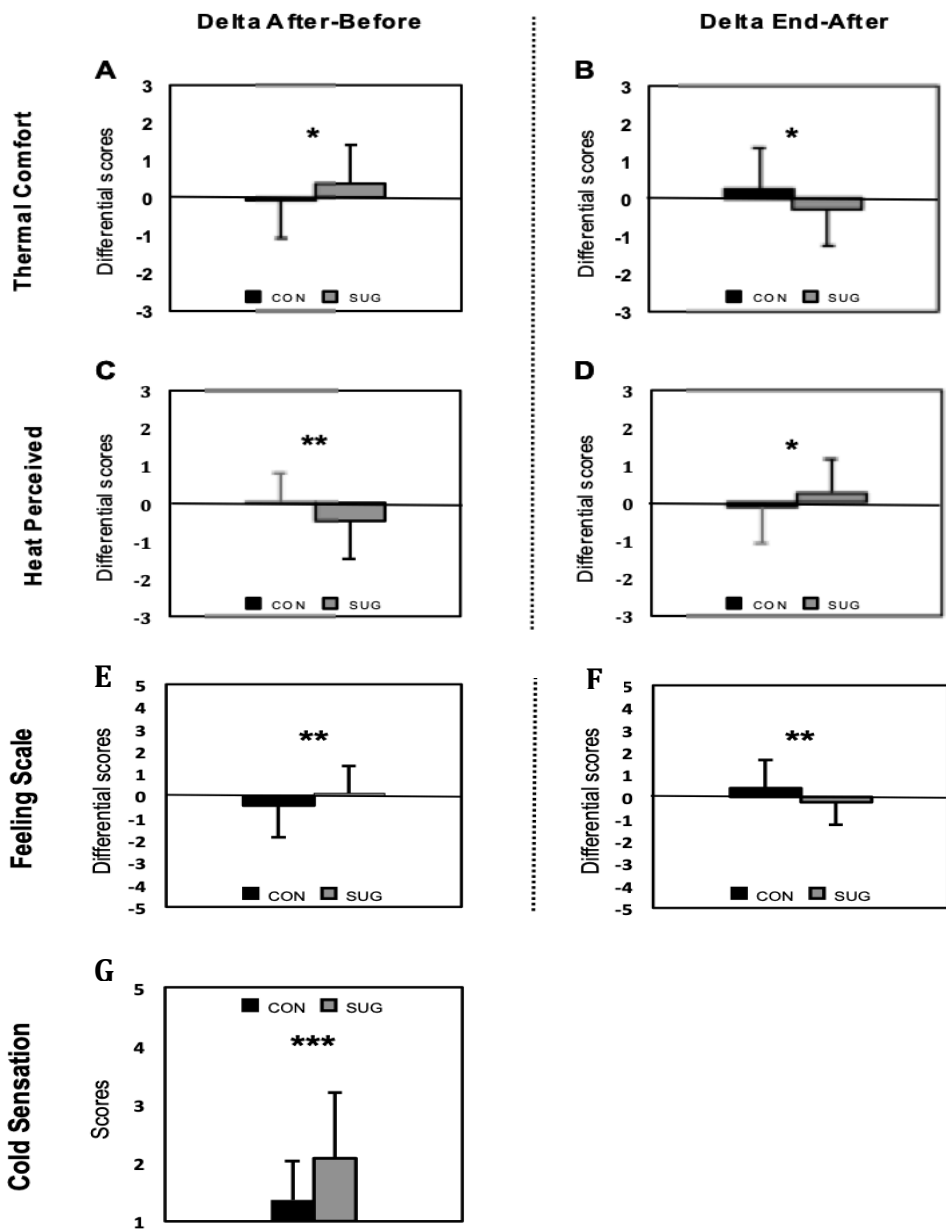 Delta After-Before
Delta End-After
Thermal Comfort
A
Differential scores
3
2
1
0
-1
-2
-3
*
CON SUG
B
Differential scores
3
2
1
0
-1
-2
-3
*
CON SUG
Heat Perceived
C
Differential scores
3
2
1
0
-1
-2
-3
**
CON SUG
D
Differential scores
3
2
1
0
-1
-2
-3
*
CON SUG
Feeling Scale
E
Differential scores
5
4
3
2
1
0
-1
-2
-3
-4
-5
**
CON SUG
F
Differential scores
5
4
3
2
1
0
-1
-2
-3
-4
-5
**
CON SUG
Cold Sensation
G
Scores
5
4
3
2
1
CON SUG
***